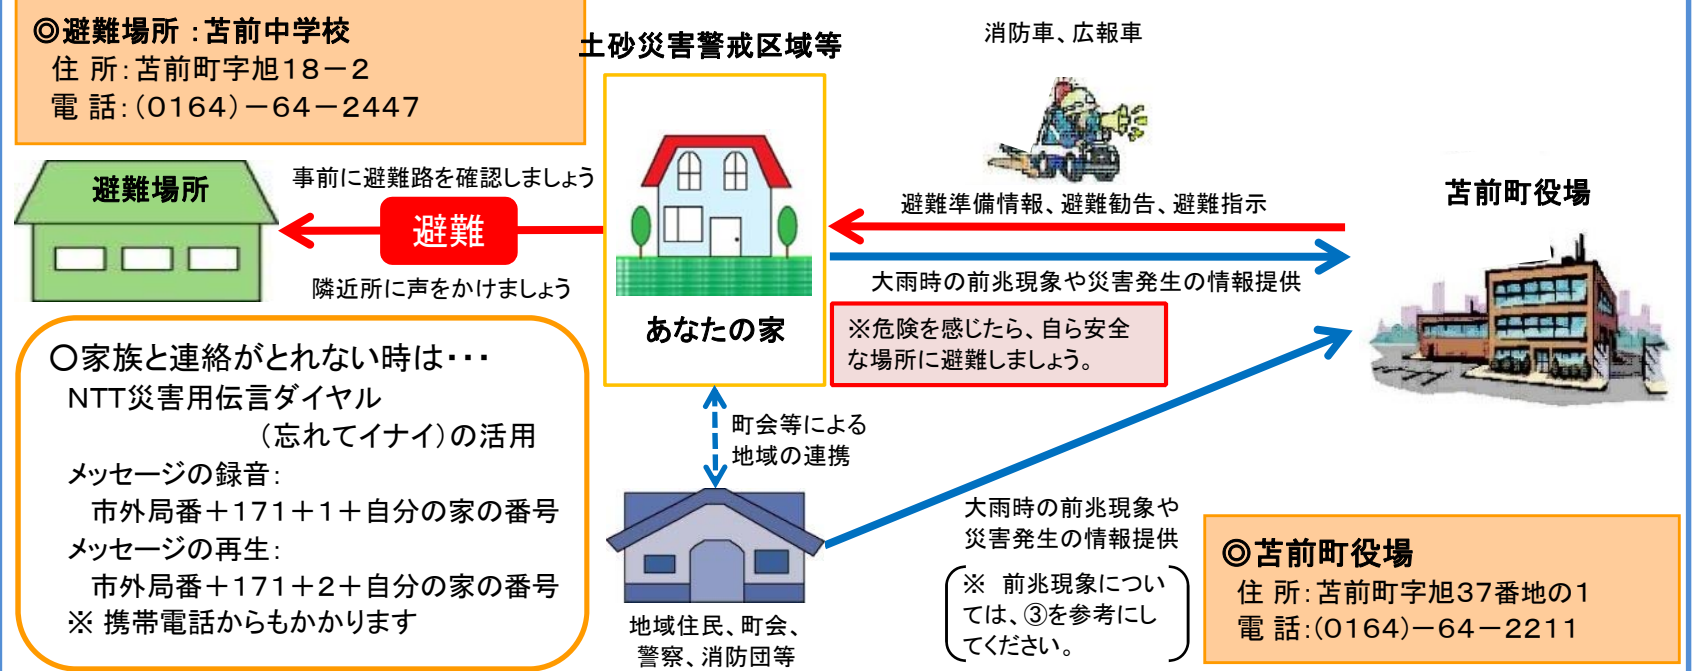 ◎避難場所：苫前中学校
住 所：苫前町字旭１８－２
電 話：（０１６４）－６４－２４４７
土砂災害警戒区域等
消防車、広報車
避難場所
事前に避難路を確認しましょう
避難
隣近所に声をかけましょう
あなたの家
避難準備情報、避難勧告、避難指示
大雨時の前兆現象や災害発生の情報提供
※危険を感じたら、自ら安全
な場所に避難しましょう。
苫前町役場
○家族と連絡がとれない時は・・・
NTT災害用伝言ダイヤル
（忘れてイナイ）の活用
メッセージの録音：
市外局番＋１７１＋１＋自分の家の番号
メッセージの再生：
市外局番＋１７１＋２＋自分の家の番号
※ 携帯電話からもかかります
町会等による
地域の連携
地域住民、町会、
警察、消防団等
大雨時の前兆現象や
災害発生の情報提供
※ 前兆現象につい
ては、③を参考にし
てください。
◎苫前町役場
住 所：苫前町字旭３７番地の１
電 話：（０１６４）－６４－２２１１